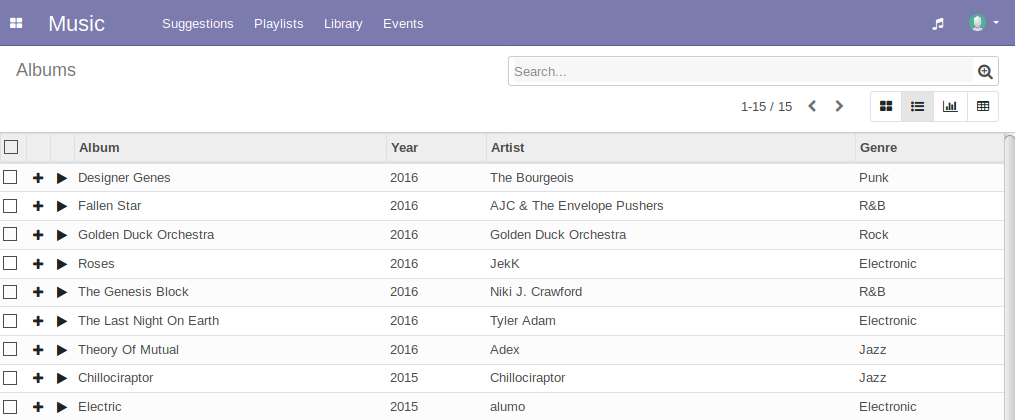 Music Suggestions Playlists Library Events
Albums
Search...
1-15 / 15
Album Year Artist Genre
Designer Genes 2016 The Bourgeois Punk
Fallen Star 2016 AJC & The Envelope Pushers R&B
Golden Duck Orchestra 2016 Golden Duck Orchestra Rock
Roses 2016 JekK Electronic
The Genesis Block 2016 Niki J. Crawford R&B
The Last Night On Earth 2016 Tyler Adam Electronic
Theory Of Mutual 2016 Adex Jazz
Chillociraptor 2015 Chillociraptor Jazz
Electric 2015 alumo Electronic